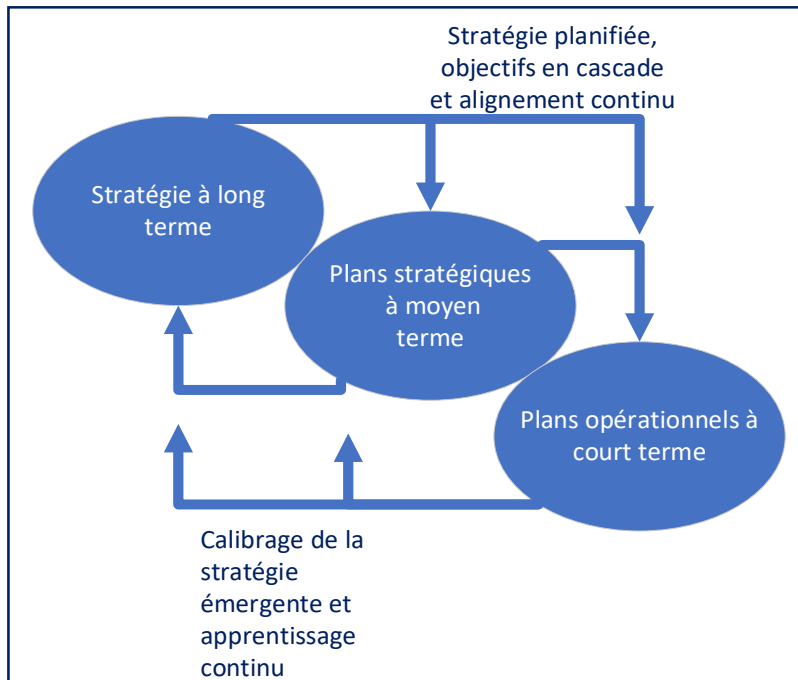 Stratégie planifiée,
objectifs en cascade
et alignement continu
Stratégie à long
terme
Plans stratégiques
à moyen
terme
Plans opérationnels à
court terme
Calibrage de la
stratégie
émergente et
apprentissage
continu